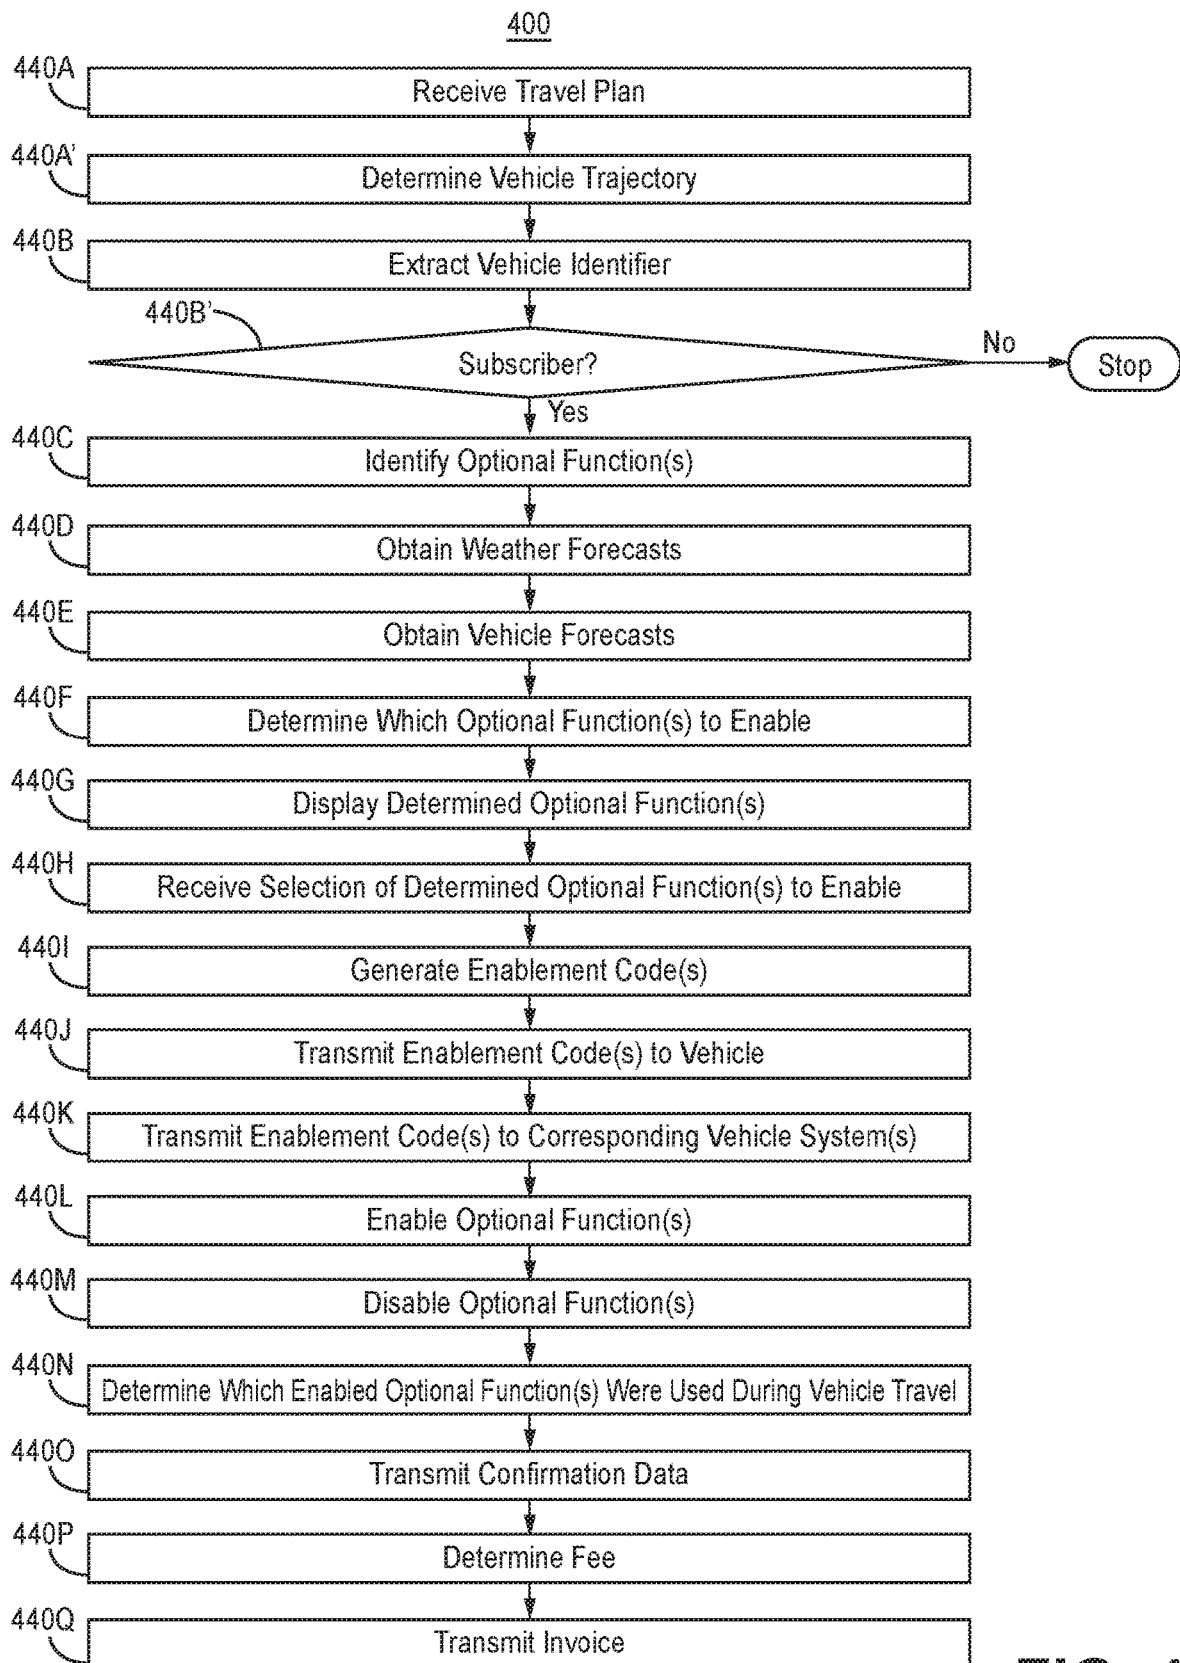 400
440A
Receive Travel Plan
440A'
Determine Vehicle Trajectory
440B
Extract Vehicle Identifier
440B'
Subscriber?
No
Stop
Yes
440C
Identify Optional Function(s)
440D
Obtain Weather Forecasts
440E
Obtain Vehicle Forecasts
440F
Determine Which Optional Function(s) to Enable
440G
Display Determined Optional Function(s)
440H
Receive Selection of Determined Optional Function(s) to Enable
440I
Generate Enablement Code(s)
440J
Transmit Enablement Code(s) to Vehicle
440K
Transmit Enablement Code(s) to Corresponding Vehicle System(s)
440L
Enable Optional Function(s)
440M
Disable Optional Function(s)
440N
Determine Which Enabled Optional Function(s) Were Used During Vehicle Travel
440O
Transmit Confirmation Data
440P
Determine Fee
440Q
Transmit Invoice